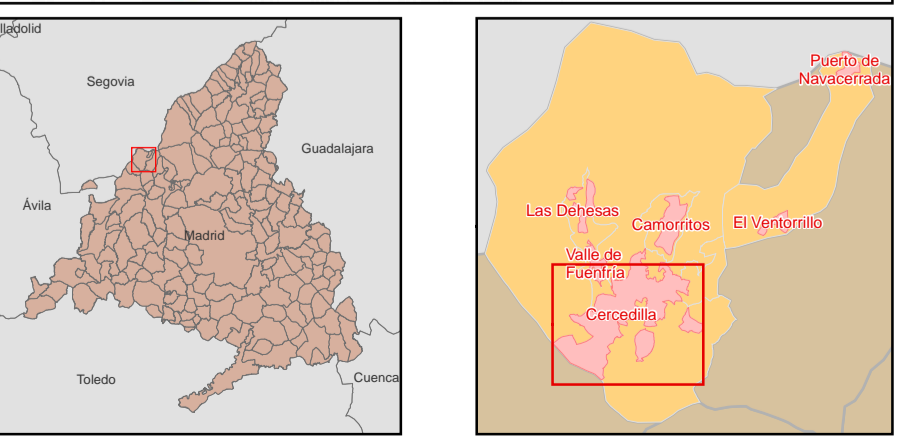 lladolid
Segovia
Guadalajara
Ávila
Madrid
Toledo
Cuenca
Puerto de
Navacerrada
Las Dehesas
Camorritos
El Ventorrillo
Valle de
Fuenfría
Cercedilla